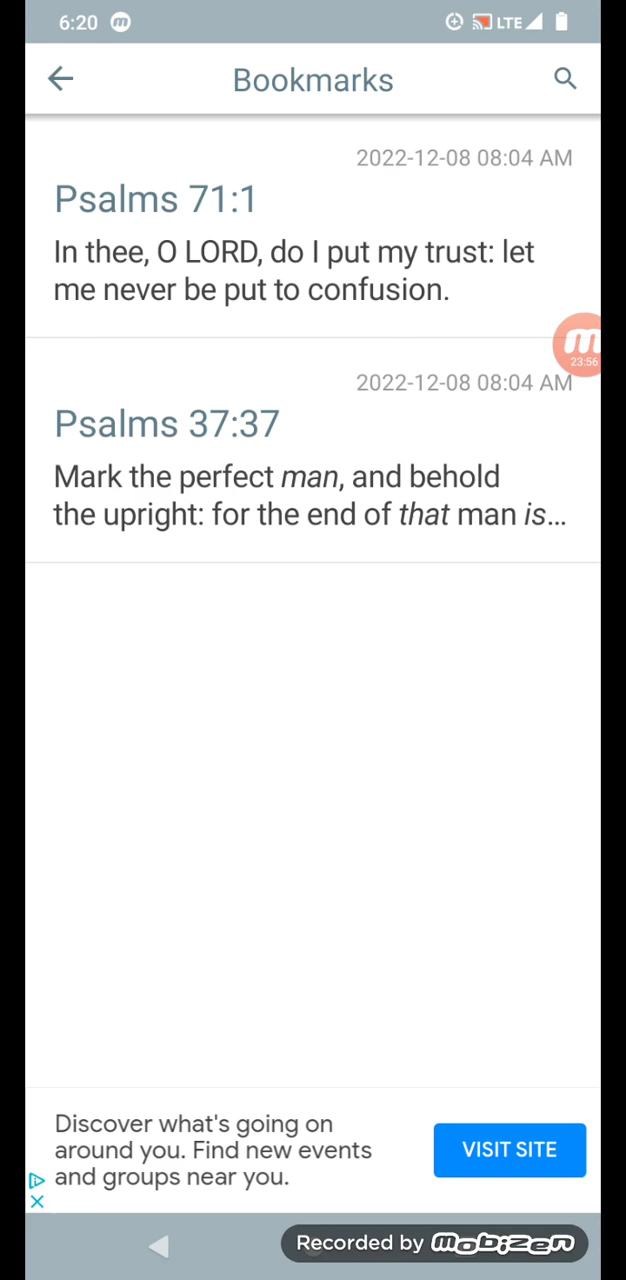 6:20 m LTE
Bookmarks
2022-12-08 08:04 AM
Psalms 71:1
In thee, O LORD, do I put my trust: let
me never be put to confusion.
m
23:56
2022-12-08 08:04 AM
Psalms 37:37
Mark the perfect man, and behold
the upright: for the end of that man is...
Discover what's going on
around you. Find new events
and groups near you.
VISIT SITE
Recorded by mobizen